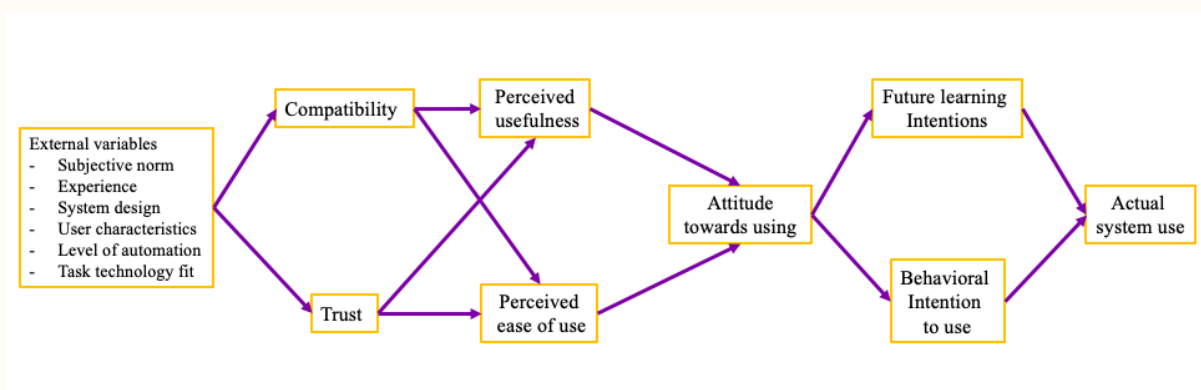 External variables
- Subjective norm
- Experience
- System design
- User characteristics
- Level of automation
- Task technology fit
Compatibility
Trust
Perceived
usefulness
Perceived
ease of use
Attitude
towards using
Future learning
Intentions
Behavioral
Intention
to use
Actual
system use